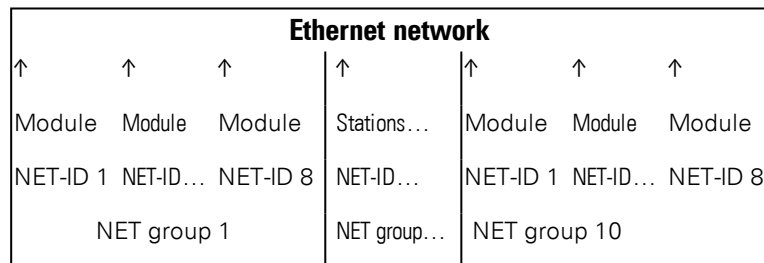 Ethernet network
↑ ↑ ↑ ↑ ↑ ↑ ↑
Module Module Module Stations… Module Module Module
NET-ID 1 NET-ID… NET-ID 8 NET-ID… NET-ID 1 NET-ID… NET-ID 8
NET group 1 NET group… NET group 10